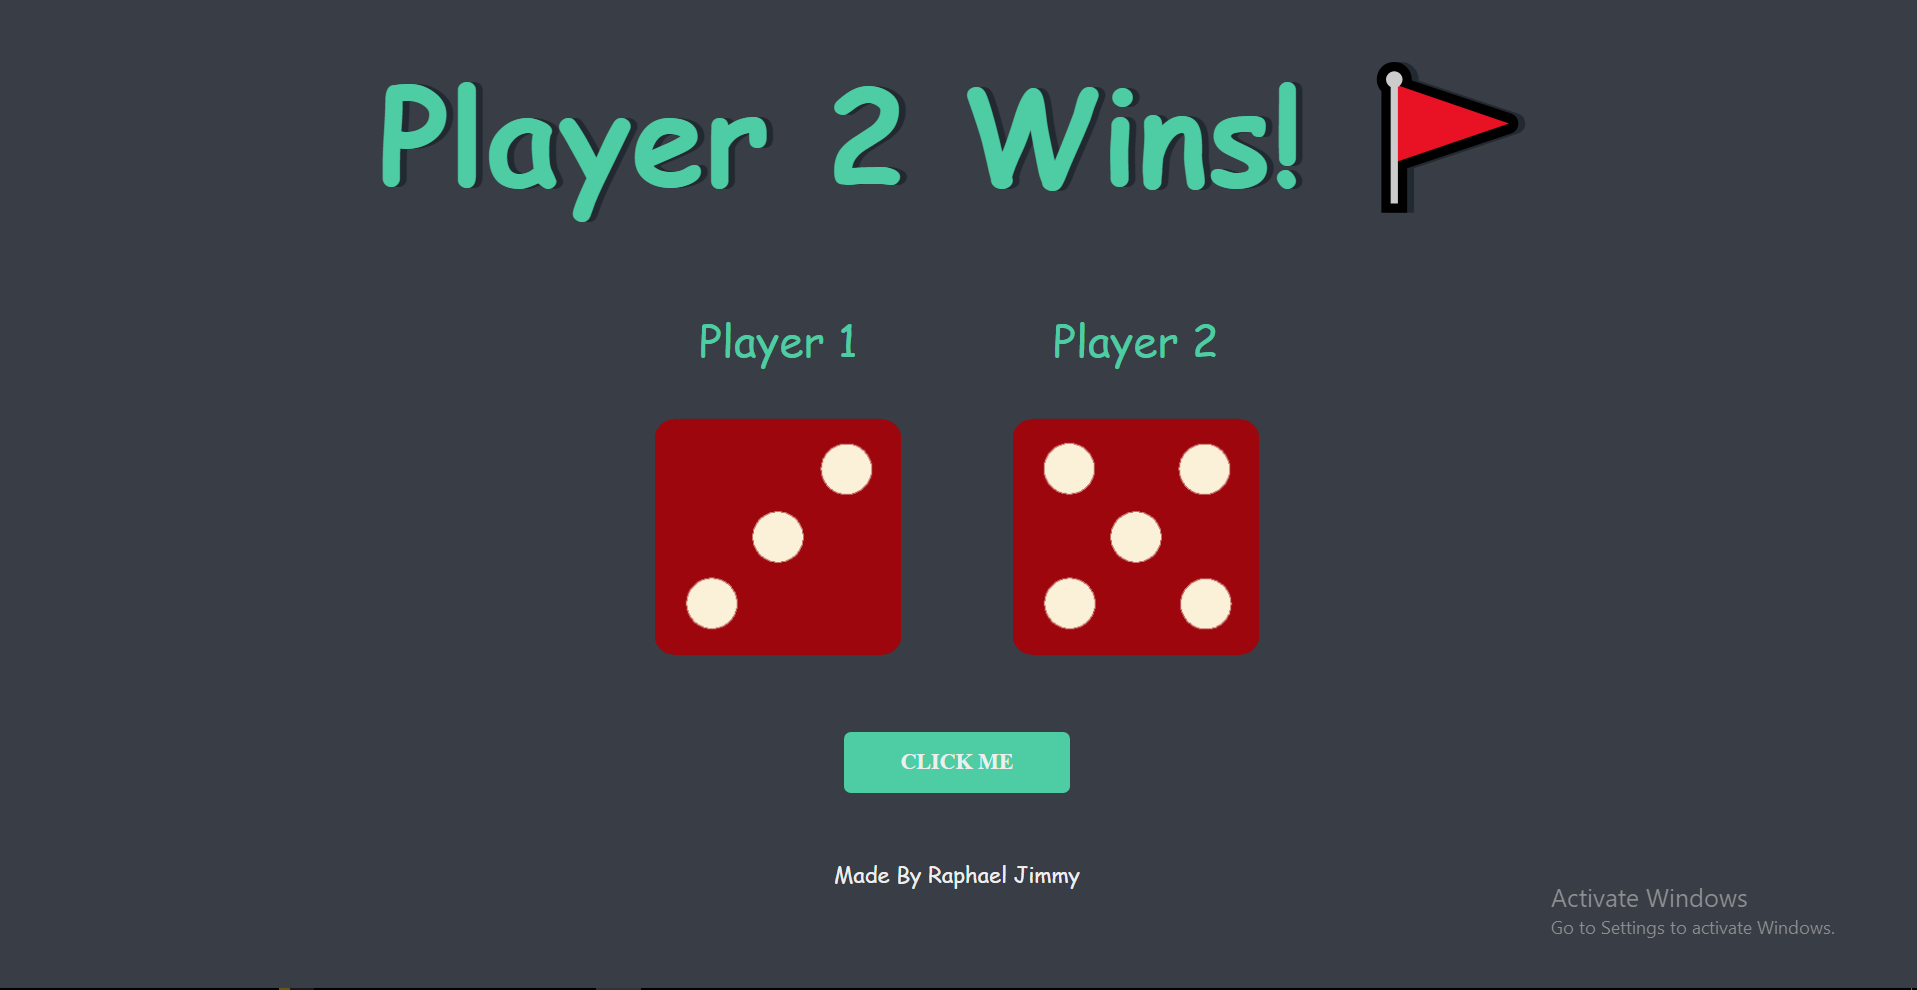 Player 2 Wins! 🚩
Player 1
Player 2
CLICK ME
Made By Raphael Jimmy
Activate Windows
Go to Settings to activate Windows.